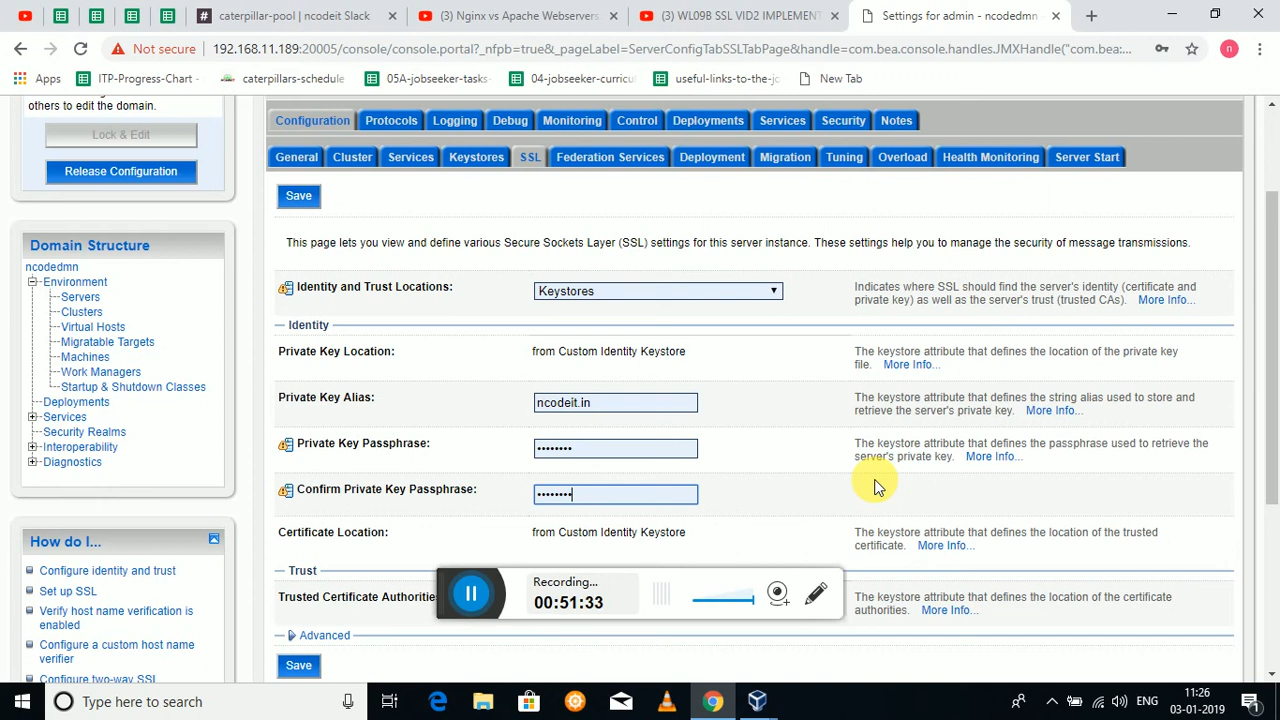 caterpillar-pool | ncodeit Slack
(3) Nginx vs Apache Webservers
(3) WL09B SSL VID2 IMPLEMENT
Settings for admin - ncodedmn -
Not secure
192.168.11.189:20005/console/console.portal?_nfpb=true&_pageLabel=ServerConfigTabSSLTabPage&handle=com.bea.console.handles.JMXHandle("com.bea:...
n
Apps
ITP-Progress-Chart -
caterpillars-schedule
05A-jobseeker-tasks-
04-jobseeker-curricu
useful-links-to-the-jo
New Tab
others to edit the domain.
Lock & Edit
Release Configuration
Domain Structure
ncodedmn
Environment
Servers
Clusters
Virtual Hosts
Migratable Targets
Machines
Work Managers
Startup & Shutdown Classes
Deployments
Services
Security Realms
Interoperability
Diagnostics
How do I...
Configure identity and trust
Set up SSL
Verify host name verification is
enabled
Configure a custom host name
verifier
Configure two-way SSL
Configuration
Protocols
Logging
Debug
Monitoring
Control
Deployments
Services
Security
Notes
General
Cluster
Services
Keystores
SSL
Federation Services
Deployment
Migration
Tuning
Overload
Health Monitoring
Server Start
Save
This page lets you view and define various Secure Sockets Layer (SSL) settings for this server instance. These settings help you to manage the security of message transmissions.
Identity and Trust Locations:
Keystores
Indicates where SSL should find the server's identity (certificate and
private key) as well as the server's trust (trusted CAs). More Info...
Identity
Private Key Location:
from Custom Identity Keystore
The keystore attribute that defines the location of the private key
file. More Info...
Private Key Alias:
ncodeit.in
The keystore attribute that defines the string alias used to store and
retrieve the server's private key. More Info...
Private Key Passphrase:
••••••••
The keystore attribute that defines the passphrase used to retrieve the
server's private key. More Info...
Confirm Private Key Passphrase:
••••••••
Certificate Location:
from Custom Identity Keystore
The keystore attribute that defines the location of the trusted
certificate. More Info...
Trust
Trusted Certificate Authorities
The keystore attribute that defines the location of the certificate
authorities. More Info...
Advanced
Save
Recording...
00:51:33
Type here to search
ENG
11:26
03-01-2019
1